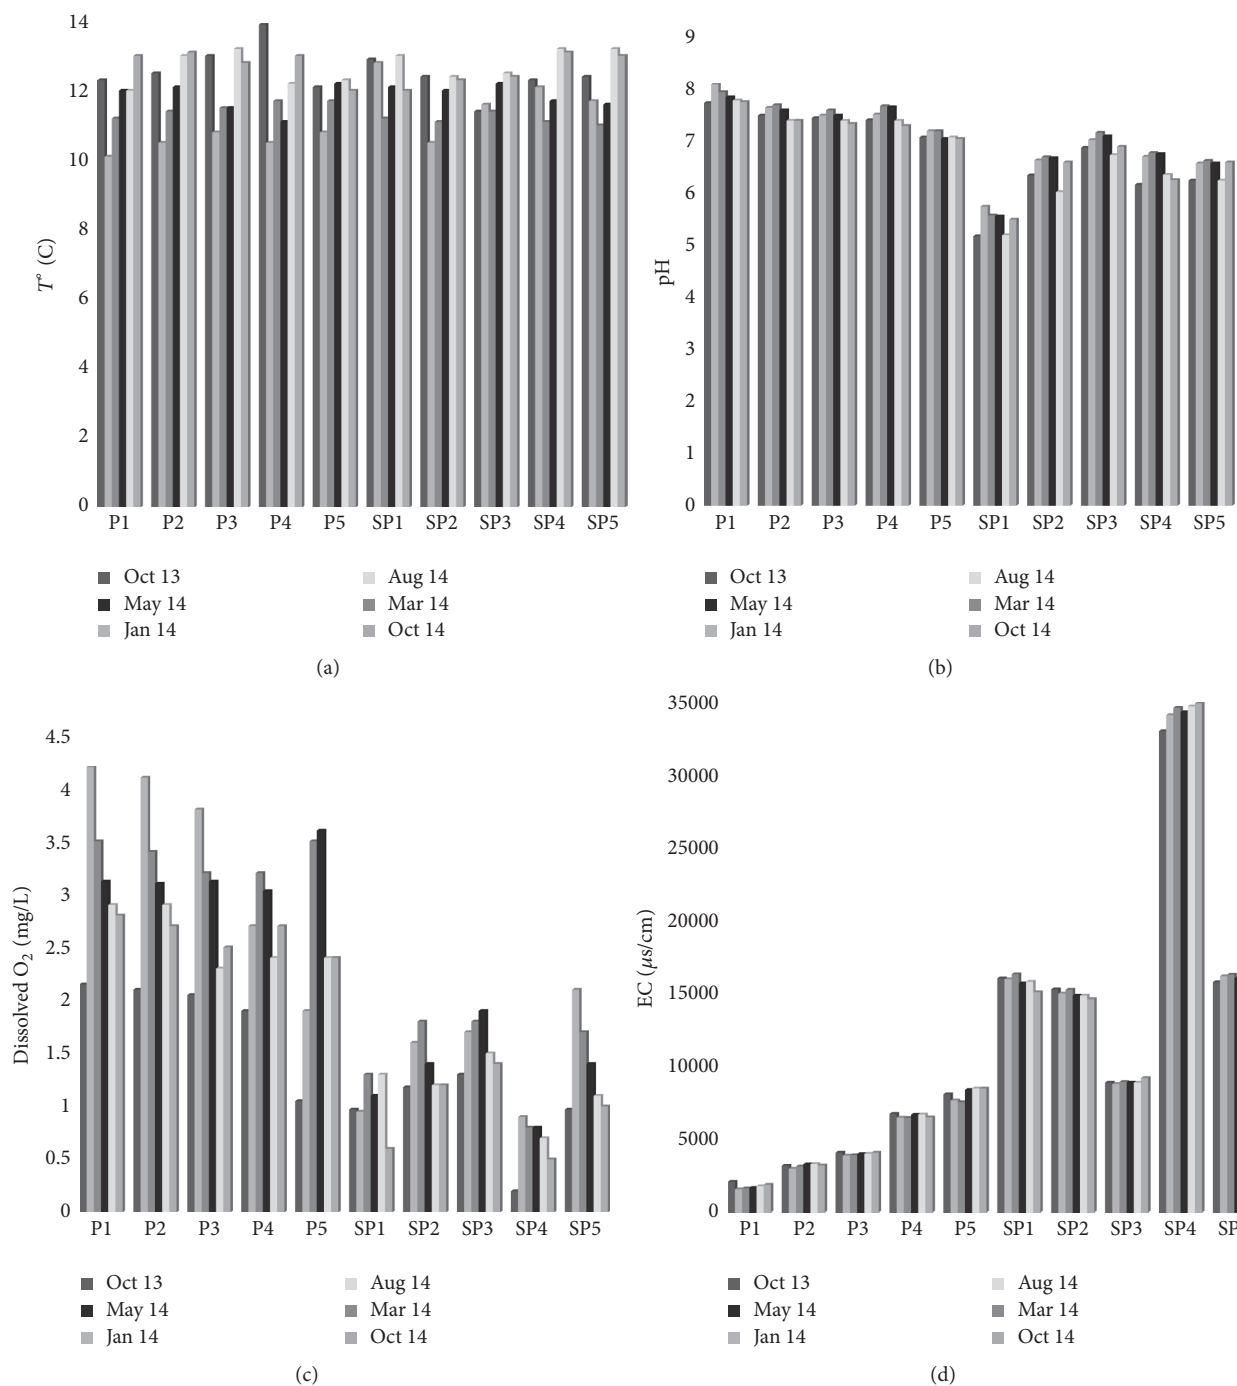 14
12
10
8
6
4
2
0
T° (C)
P1 P2 P3 P4 P5 SP1 SP2 SP3 SP4 SP5
Oct 13 Aug 14
May 14 Mar 14
Jan 14 Oct 14
(a)
9
8
7
6
5
4
3
2
1
0
pH
P1 P2 P3 P4 P5 SP1 SP2 SP3 SP4 SP5
Oct 13 Aug 14
May 14 Mar 14
Jan 14 Oct 14
(b)
4.5
4
3.5
3
2.5
2
1.5
1
0.5
0
Dissolved O2 (mg/L)
P1 P2 P3 P4 P5 SP1 SP2 SP3 SP4 SP5
Oct 13 Aug 14
May 14 Mar 14
Jan 14 Oct 14
(c)
35000
30000
25000
20000
15000
10000
5000
0
EC (μs/cm)
P1 P2 P3 P4 P5 SP1 SP2 SP3 SP4 SP
Oct 13 Aug 14
May 14 Mar 14
Jan 14 Oct 14
(d)